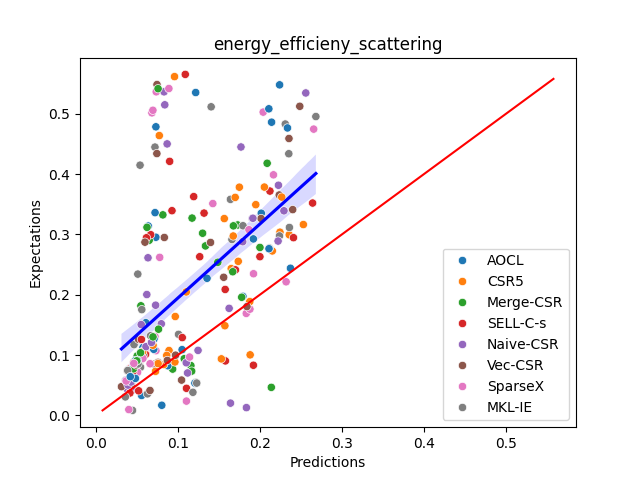 energy_efficieny_scattering
Expectations
0.5
0.4
0.3
0.2
0.1
0.0
0.0 0.1 0.2 0.3 0.4 0.5
Predictions
AOCL
CSR5
Merge-CSR
SELL-C-s
Naive-CSR
Vec-CSR
SparseX
MKL-IE